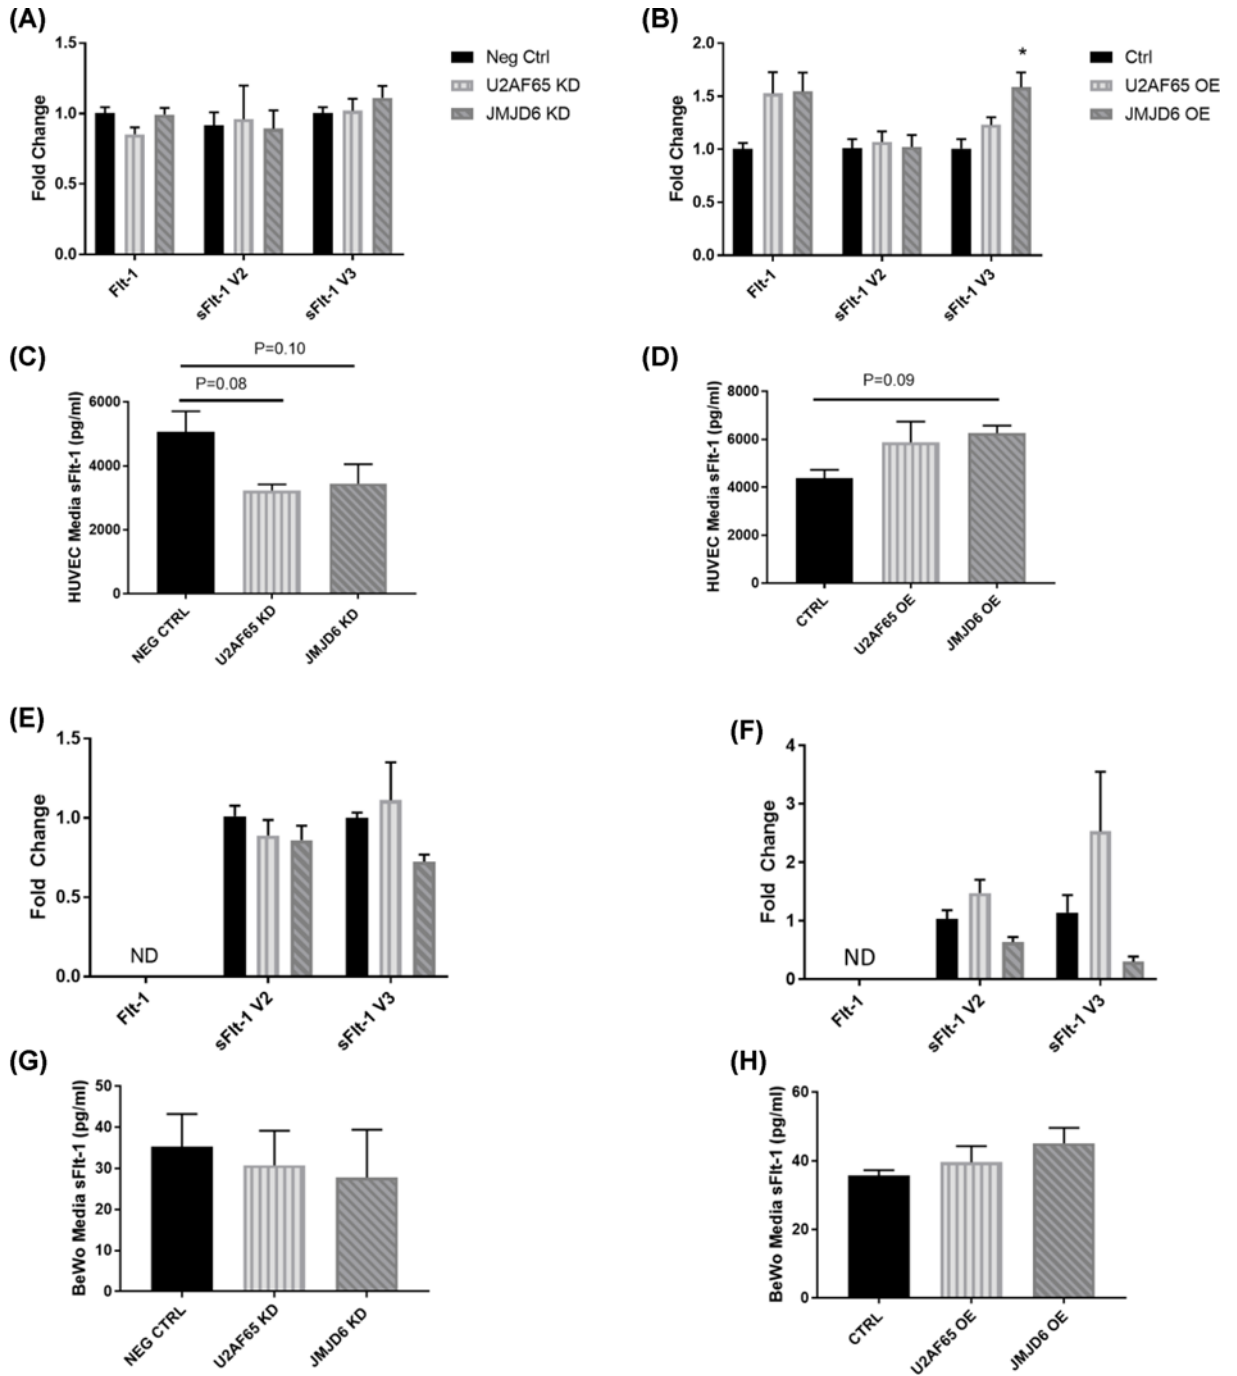 (A)
1.5
1.0
0.5
0.0
Fold Change
Flt-1
sFlt-1 V2
sFlt-1 V3
Neg Ctrl
U2AF65 KD
JMJD6 KD
(B)
2.0
1.5
1.0
0.5
0.0
Fold Change
*
Flt-1
sFlt-1 V2
sFlt-1 V3
Ctrl
U2AF65 OE
JMJD6 OE
(C)
P=0.10
P=0.08
6000
4000
2000
0
HUVEC Media sFlt-1 (pg/ml)
NEG CTRL
U2AF65 KD
JMJD6 KD
(D)
P=0.09
8000
6000
4000
2000
0
HUVEC Media sFlt-1 (pg/ml)
CTRL
U2AF65 OE
JMJD6 OE
(E)
1.5
1.0
0.5
0.0
Fold Change
ND
Flt-1
sFlt-1 V2
sFlt-1 V3
(F)
4
3
2
1
0
Fold Change
ND
Flt-1
sFlt-1 V2
sFlt-1 V3
(G)
50
40
30
20
10
0
BeWo Media sFlt-1 (pg/ml)
NEG CTRL
U2AF65 KD
JMJD6 KD
(H)
60
40
20
0
BeWo Media sFlt-1 (pg/ml)
CTRL
U2AF65 OE
JMJD6 OE